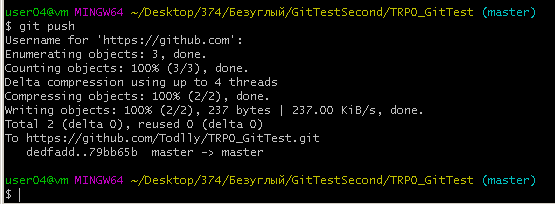 user04@vm MINGW64 ~/Desktop/374/Безуглый/GitTestSecond/TRPO_GitTest (master)
$ git push
Username for 'https://github.com':
Enumerating objects: 3, done.
Counting objects: 100% (3/3), done.
Delta compression using up to 4 threads
Compressing objects: 100% (2/2), done.
Writing objects: 100% (2/2), 237 bytes | 237.00 KiB/s, done.
Total 2 (delta 0), reused 0 (delta 0)
To https://github.com/Todlly/TRPO_GitTest.git
   dedfadd..79bb65b  master -> master

user04@vm MINGW64 ~/Desktop/374/Безуглый/GitTestSecond/TRPO_GitTest (master)
$